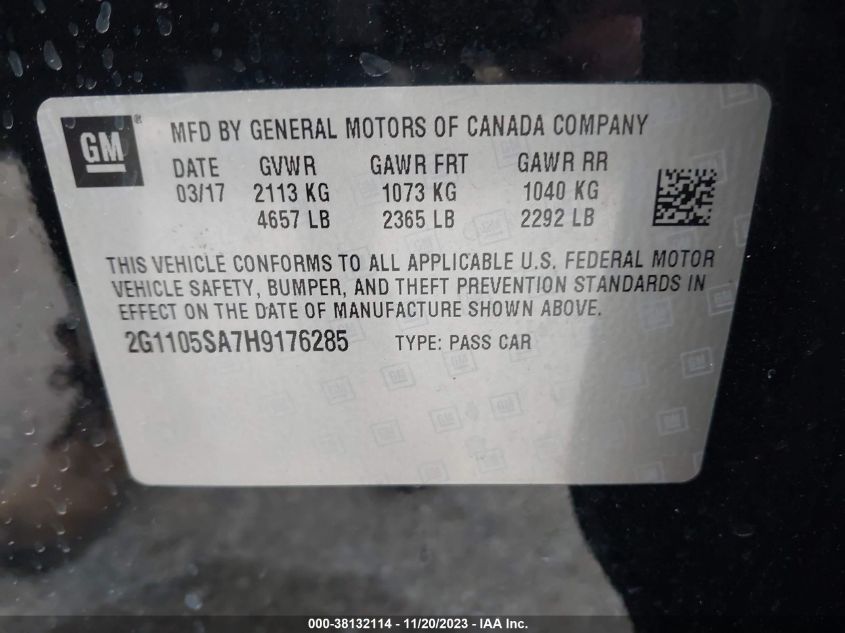 GM ®
MFD BY GENERAL MOTORS OF CANADA COMPANY
DATE GVWR GAWR FRT GAWR RR
03/17 2113 KG 1073 KG 1040 KG
4657 LB 2365 LB 2292 LB
THIS VEHICLE CONFORMS TO ALL APPLICABLE U.S. FEDERAL MOTOR
VEHICLE SAFETY, BUMPER, AND THEFT PREVENTION STANDARDS IN
EFFECT ON THE DATE OF MANUFACTURE SHOWN ABOVE.
2G1105SA7H9176285 TYPE: PASS CAR
000-38132114 - 11/20/2023 - IAA Inc.